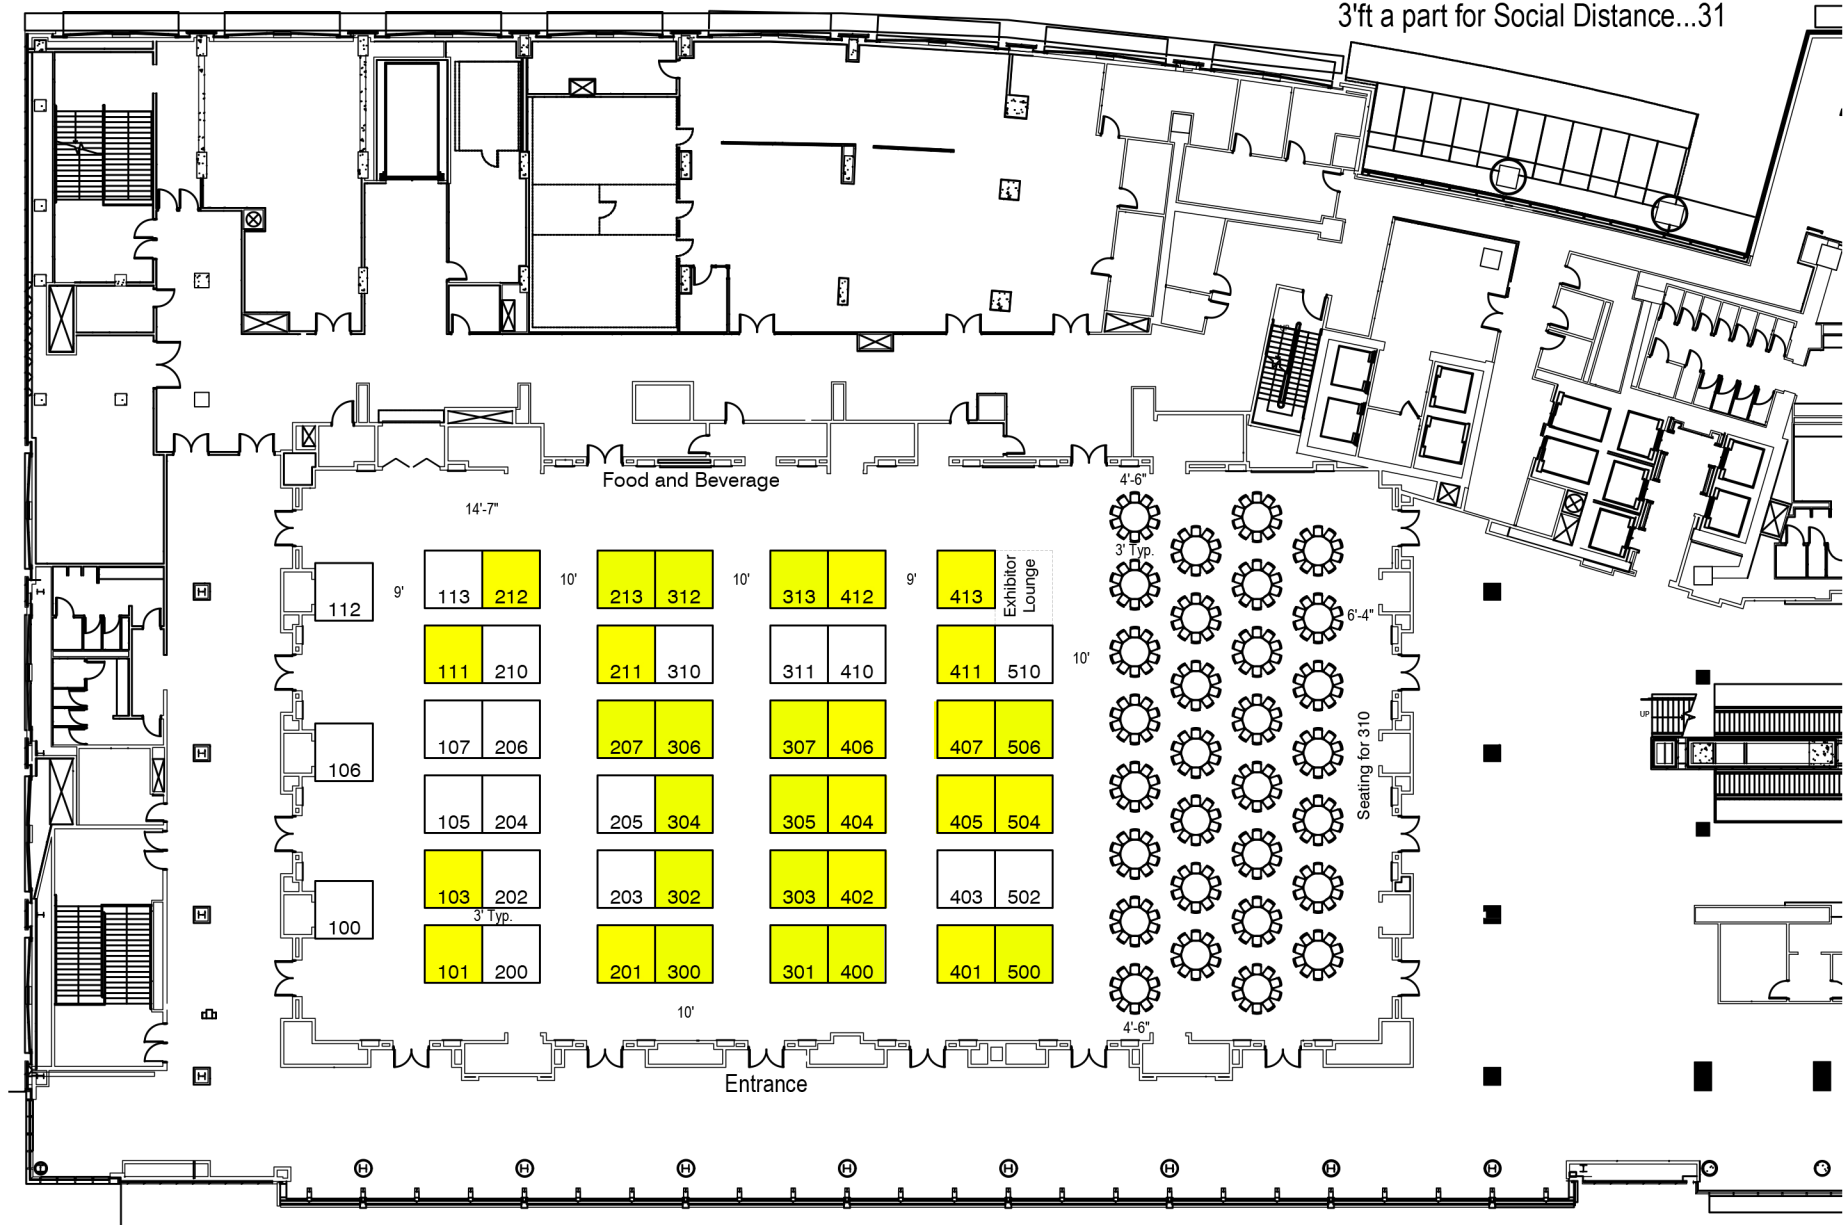 3'ft a part for Social Distance...31
Food and Beverage
4'-6"
14'-7"
3' Typ.
112
9'
113 212
10'
213 312
10'
313 412
9'
413
Exhibitor
Lounge
6'-4"
111 210
211 310
311 410
411 510
10'
107 206
207 306
307 406
407 506
106
Seating for 310
UP
105 204
205 304
305 404
405 504
103 202
203 302
303 402
403 502
3' Typ.
100
101 200
201 300
301 400
401 500
10'
4'-6"
Entrance
H
H
H
H
H
H
H
H
H
H
H
H
H